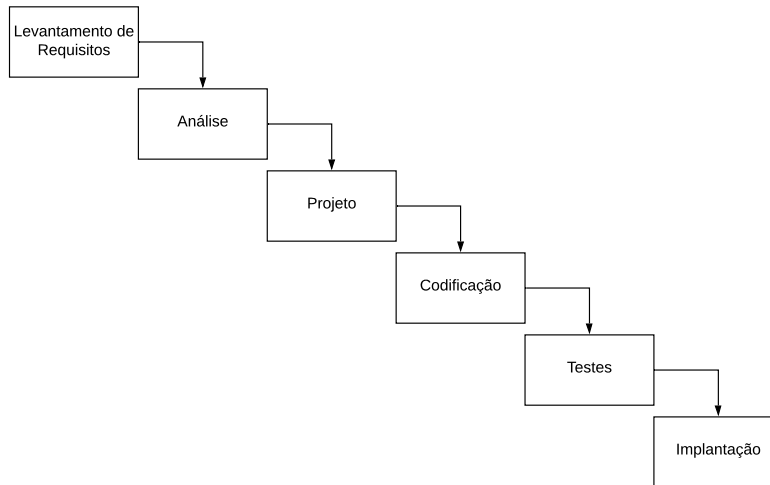 Levantamento de
Requisitos
Análise
Projeto
Codificação
Testes
Implantação